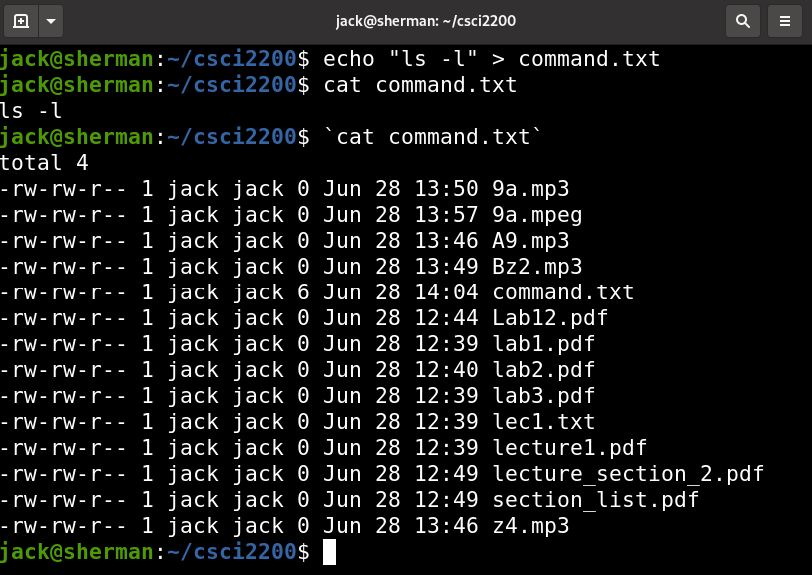 jack@sherman: ~/csci2200
jack@sherman:~/csci2200$ echo "ls -l" > command.txt
jack@sherman:~/csci2200$ cat command.txt
ls -l
jack@sherman:~/csci2200$ `cat command.txt`
total 4
-rw-rw-r-- 1 jack jack 0 Jun 28 13:50 9a.mp3
-rw-rw-r-- 1 jack jack 0 Jun 28 13:57 9a.mpeg
-rw-rw-r-- 1 jack jack 0 Jun 28 13:46 A9.mp3
-rw-rw-r-- 1 jack jack 0 Jun 28 13:49 Bz2.mp3
-rw-rw-r-- 1 jack jack 6 Jun 28 14:04 command.txt
-rw-rw-r-- 1 jack jack 0 Jun 28 12:44 Lab12.pdf
-rw-rw-r-- 1 jack jack 0 Jun 28 12:39 lab1.pdf
-rw-rw-r-- 1 jack jack 0 Jun 28 12:40 lab2.pdf
-rw-rw-r-- 1 jack jack 0 Jun 28 12:39 lab3.pdf
-rw-rw-r-- 1 jack jack 0 Jun 28 12:39 lec1.txt
-rw-rw-r-- 1 jack jack 0 Jun 28 12:39 lecture1.pdf
-rw-rw-r-- 1 jack jack 0 Jun 28 12:49 lecture_section_2.pdf
-rw-rw-r-- 1 jack jack 0 Jun 28 12:49 section_list.pdf
-rw-rw-r-- 1 jack jack 0 Jun 28 13:46 z4.mp3
jack@sherman:~/csci2200$